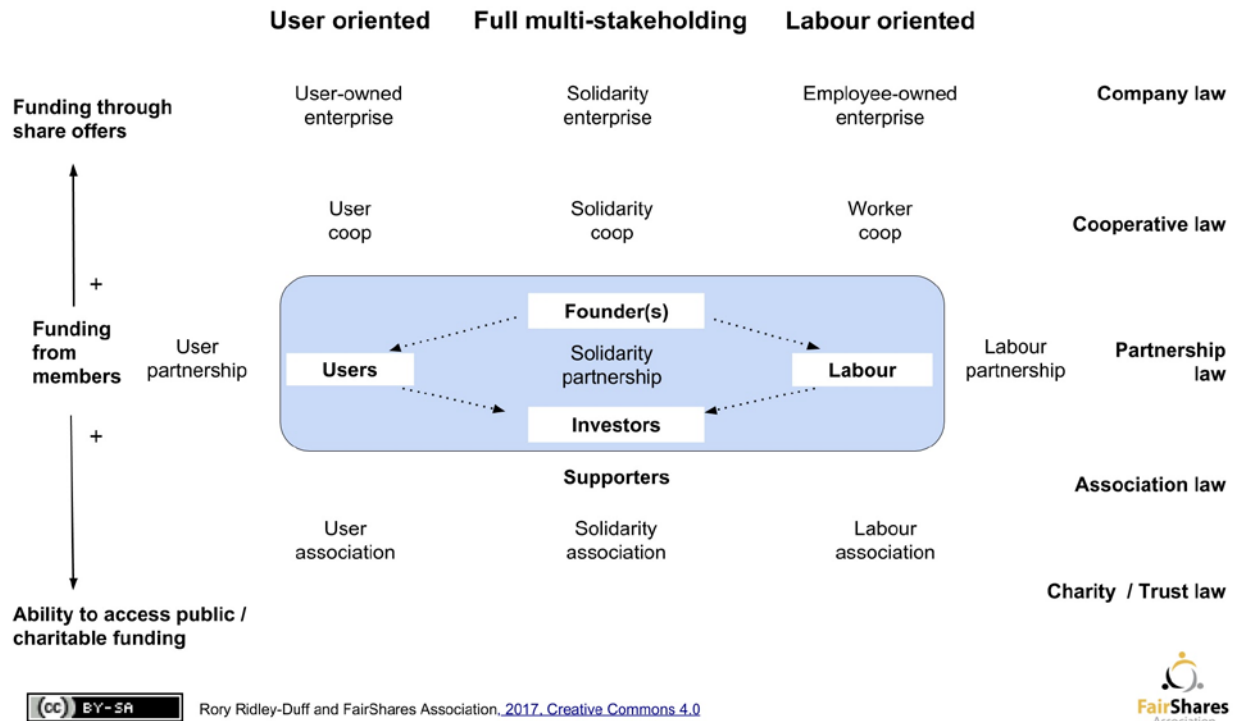 User oriented
Full multi-stakeholding
Labour oriented
Funding through
share offers
User-owned
enterprise
Solidarity
enterprise
Employee-owned
enterprise
Company law
User
coop
Solidarity
coop
Worker
coop
Cooperative law
+
Funding
from
members
User
partnership
Founder(s)
Users
Solidarity
partnership
Labour
Investors
Labour
partnership
Partnership
law
+
Supporters
Association law
User
association
Solidarity
association
Labour
association
Ability to access public /
charitable funding
Charity / Trust law
(cc) BY-SA
Rory Ridley-Duff and FairShares Association, 2017, Creative Commons 4.0
FairShares
Association